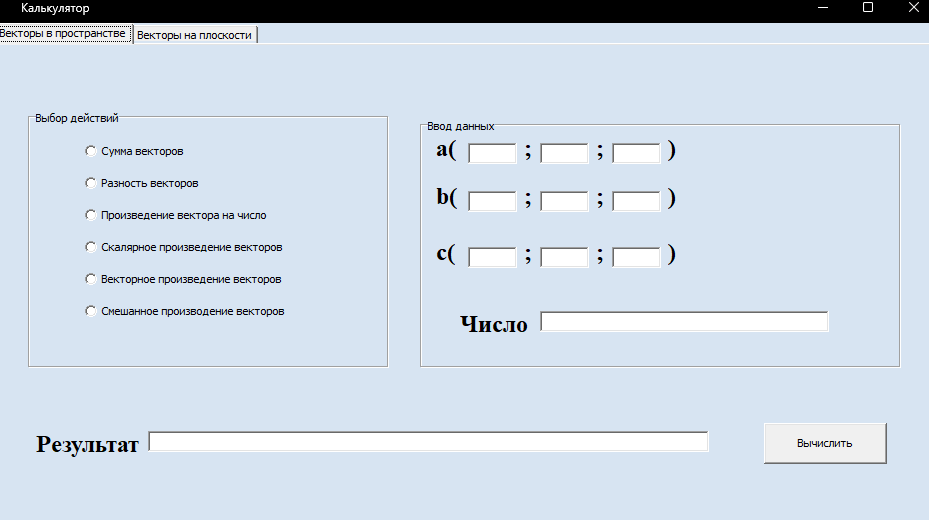 Калькулятор
Векторы в пространстве
Векторы на плоскости
Выбор действий
Сумма векторов
Разность векторов
Произведение вектора на число
Скалярное произведение векторов
Векторное произведение векторов
Смешанное производение векторов
Ввод данных
a( ; ; )
b( ; ; )
c( ; ; )
Число
Результат
Вычислить